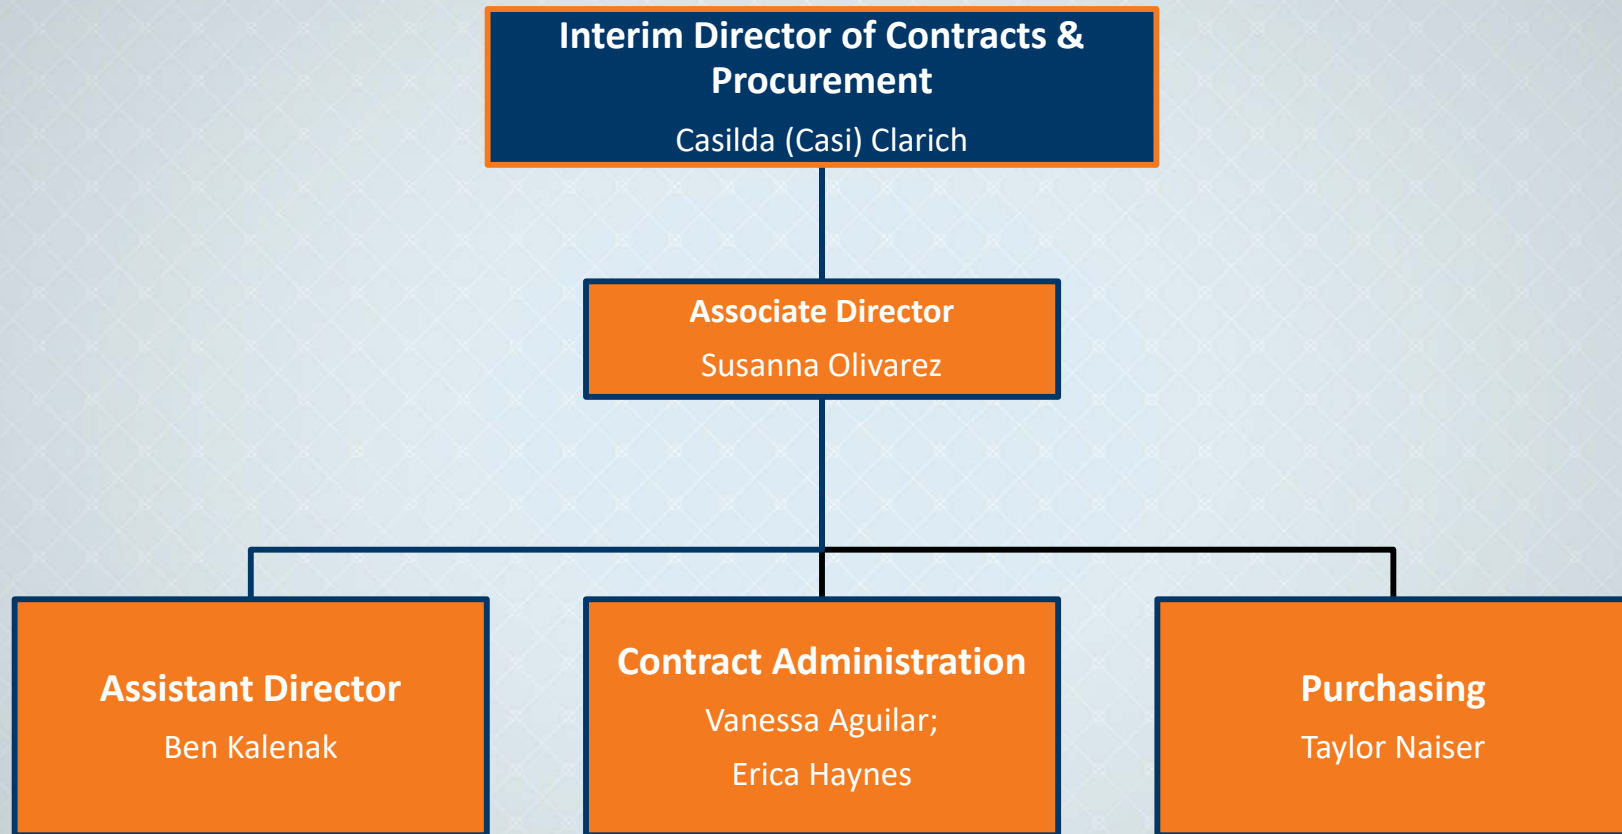 Interim Director of Contracts &
Procurement
Casilda (Casi) Clarich
Associate Director
Susanna Olivarez
Assistant Director
Ben Kalenak
Contract Administration
Vanessa Aguilar;
Erica Haynes
Purchasing
Taylor Naiser